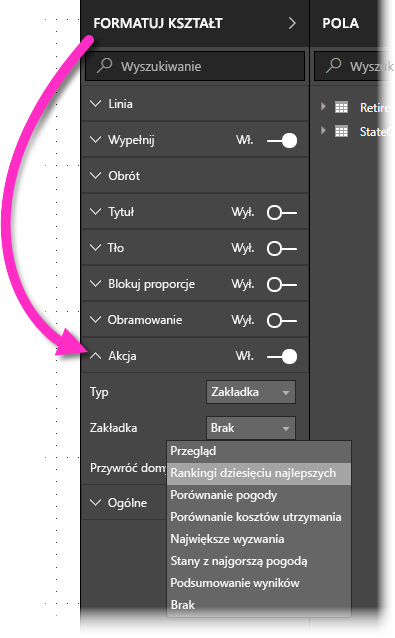 FORMATUJ KSZTAŁT
POLA
Wyszukiwanie
Wyszuk
Linia
Retire
Wypełnij Wł.
State
Obrót
Tytuł Wył.
Tło Wył.
Blokuj proporcje Wył.
Obramowanie Wył.
Akcja Wł.
Typ Zakładka
Zakładka Brak
Przegląd
Przywróć domy
Rankingi dziesięciu najlepszych
Porównanie pogody
Ogólne
Porównanie kosztów utrzymania
Największe wyzwania
Stany z najgorszą pogodą
Podsumowanie wyników
Brak